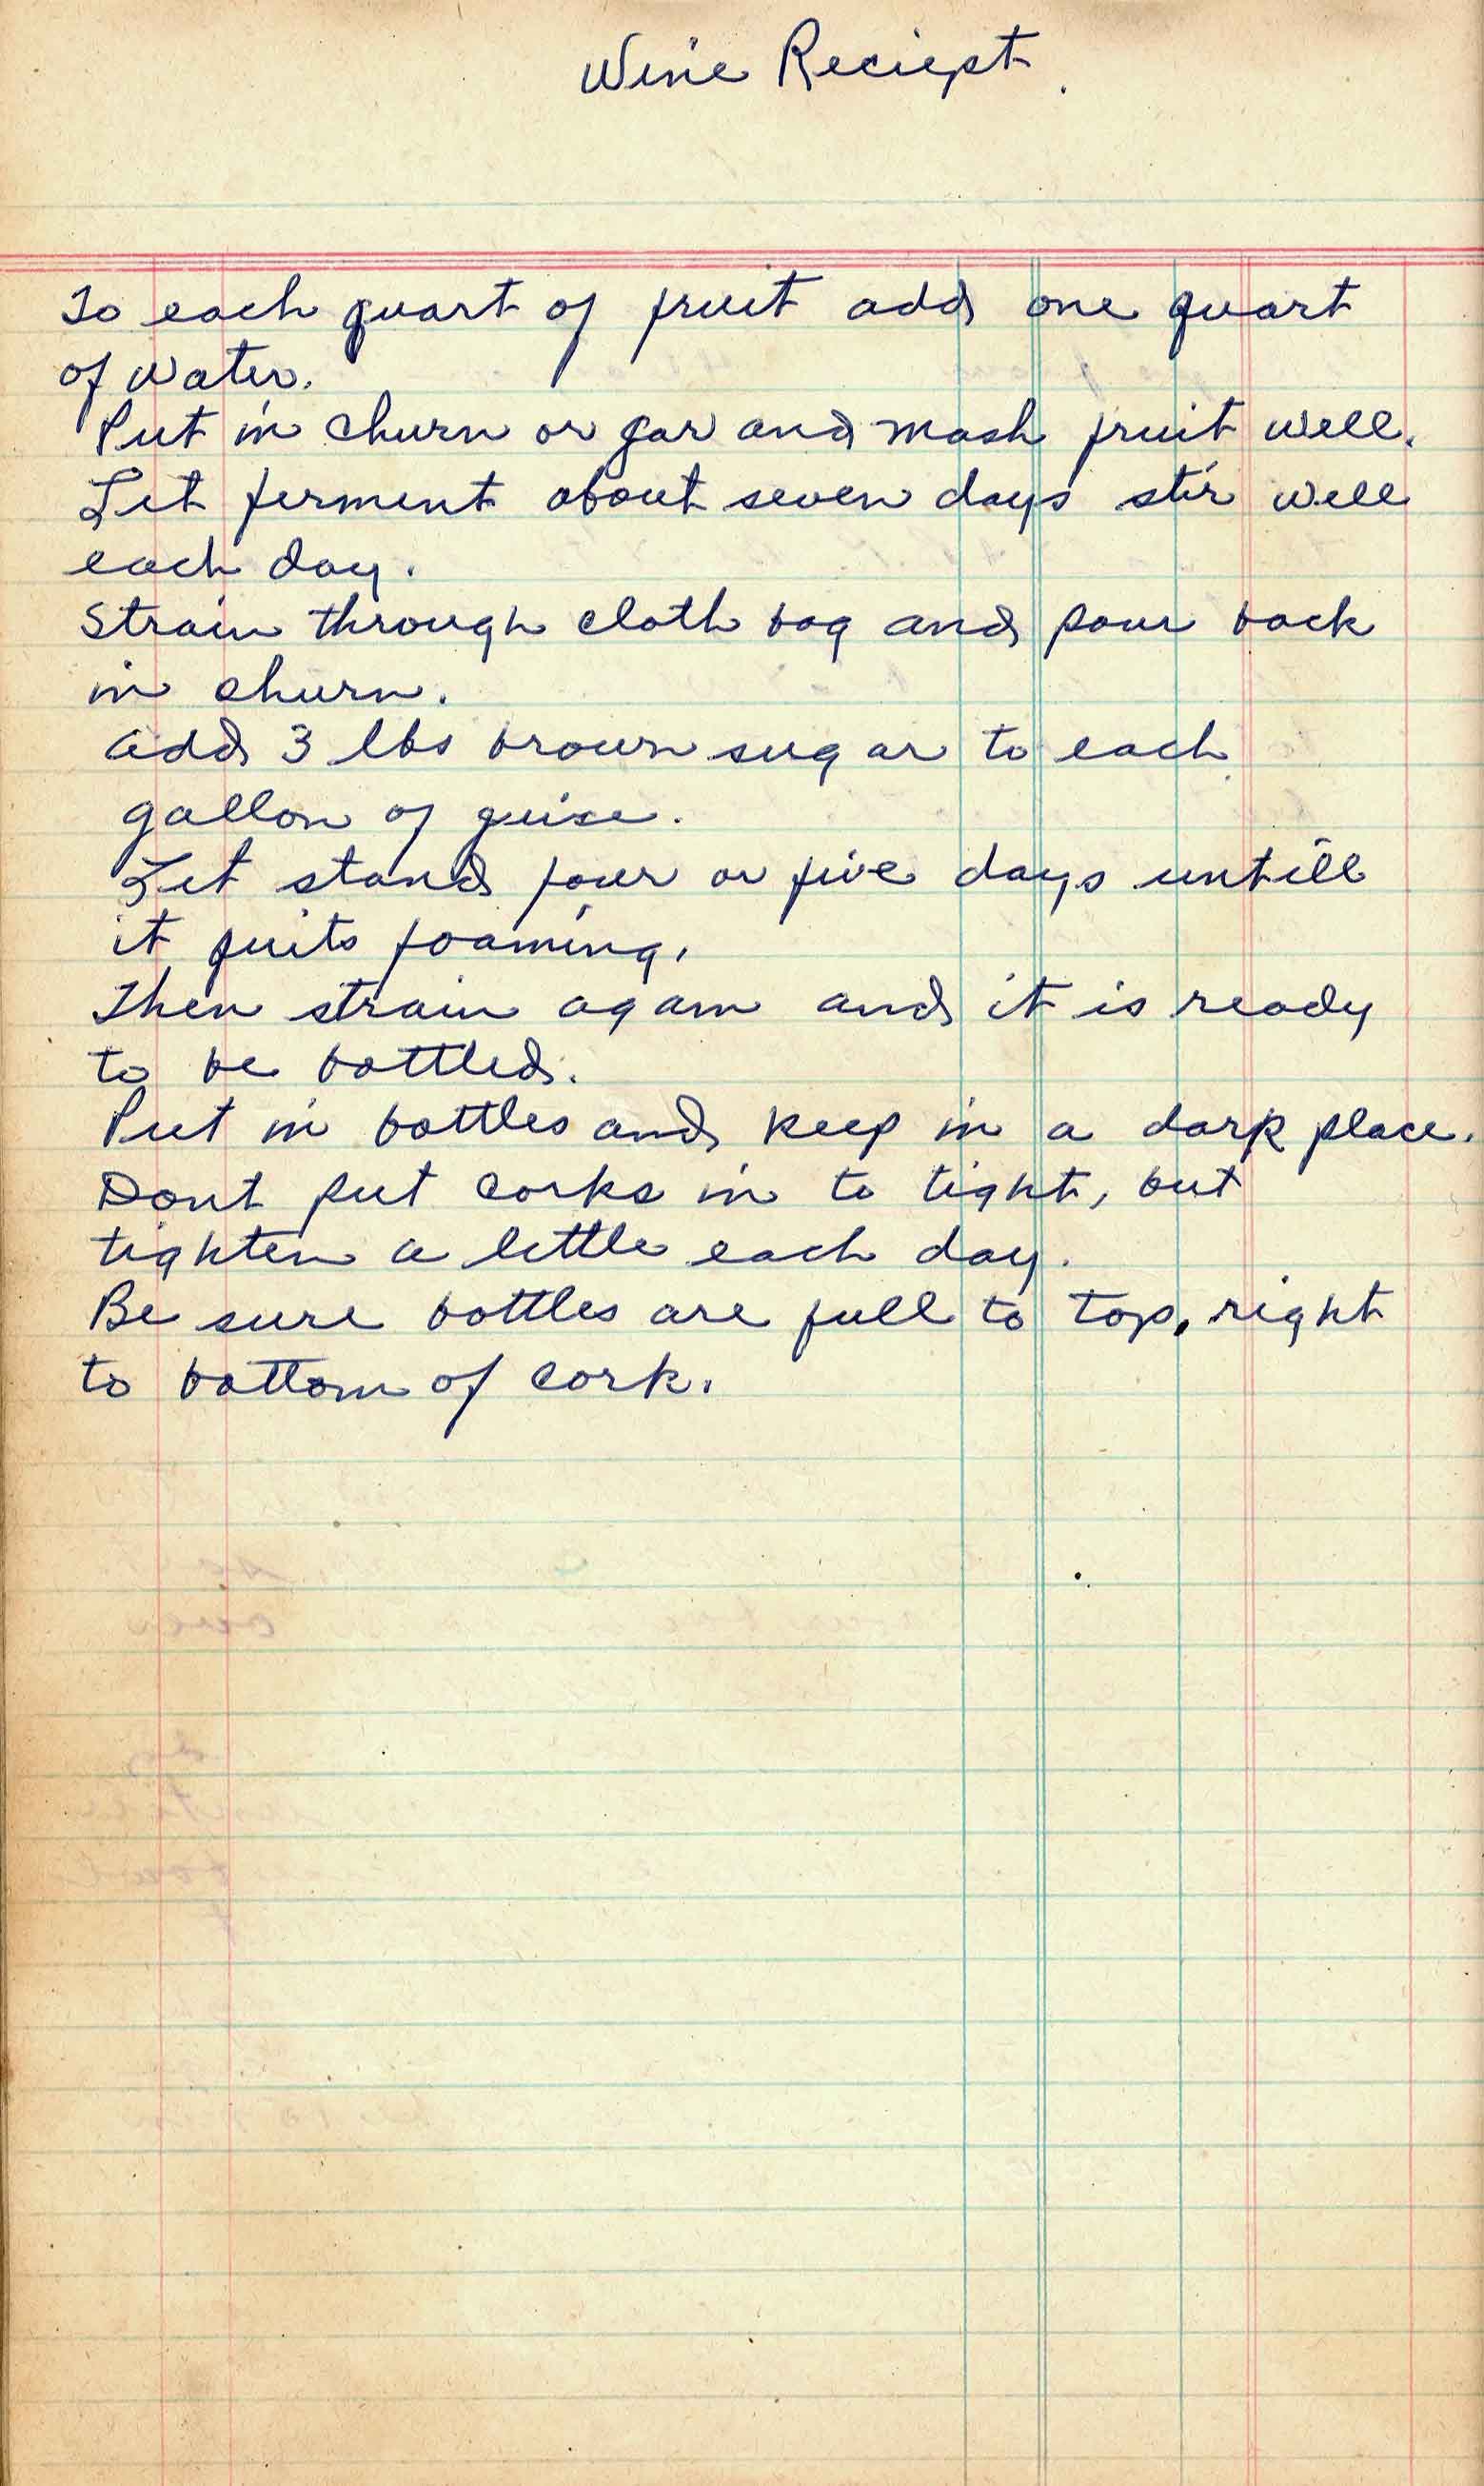 Wine Reciept.
To each quart of fruit add one quart
of water.
Put in churn or jar and mash fruit well.
Let ferment about seven days stir well
each day.
Strain through cloth bag and pour back
in churn.
add 3 lbs brown sugar to each
gallon of juise.
Let stand four or five days untill
it quits foaming.
Then strain again and it is ready
to be bottled.
Put in bottles and keep in a dark place.
Dont put corks in to tight, but
tighten a little each day.
Be sure bottles are full to top, right
to bottom of cork.